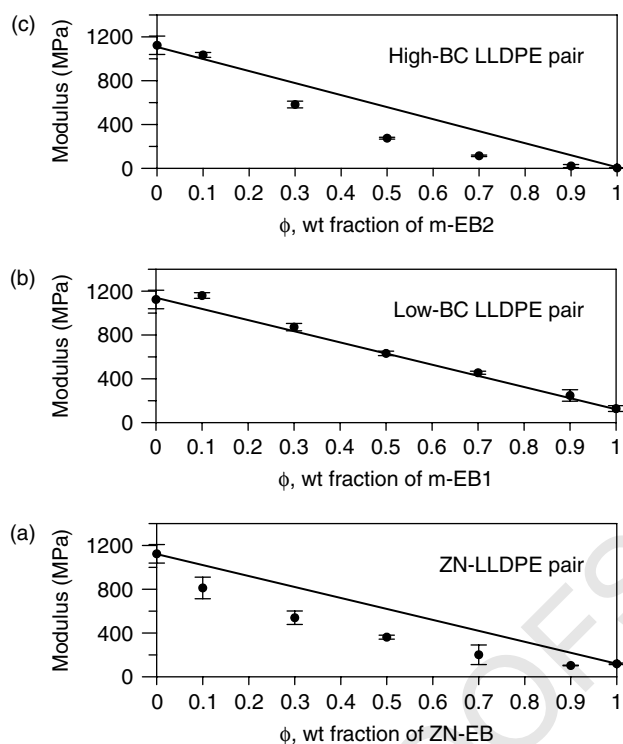 (c)
Modulus (MPa)
1200
800
400
0
High-BC LLDPE pair
0 0.1 0.2 0.3 0.4 0.5 0.6 0.7 0.8 0.9 1
ϕ, wt fraction of m-EB2
(b)
Modulus (MPa)
1200
800
400
0
Low-BC LLDPE pair
0 0.1 0.2 0.3 0.4 0.5 0.6 0.7 0.8 0.9 1
ϕ, wt fraction of m-EB1
(a)
Modulus (MPa)
1200
800
400
0
ZN-LLDPE pair
0 0.1 0.2 0.3 0.4 0.5 0.6 0.7 0.8 0.9 1
ϕ, wt fraction of ZN-EB